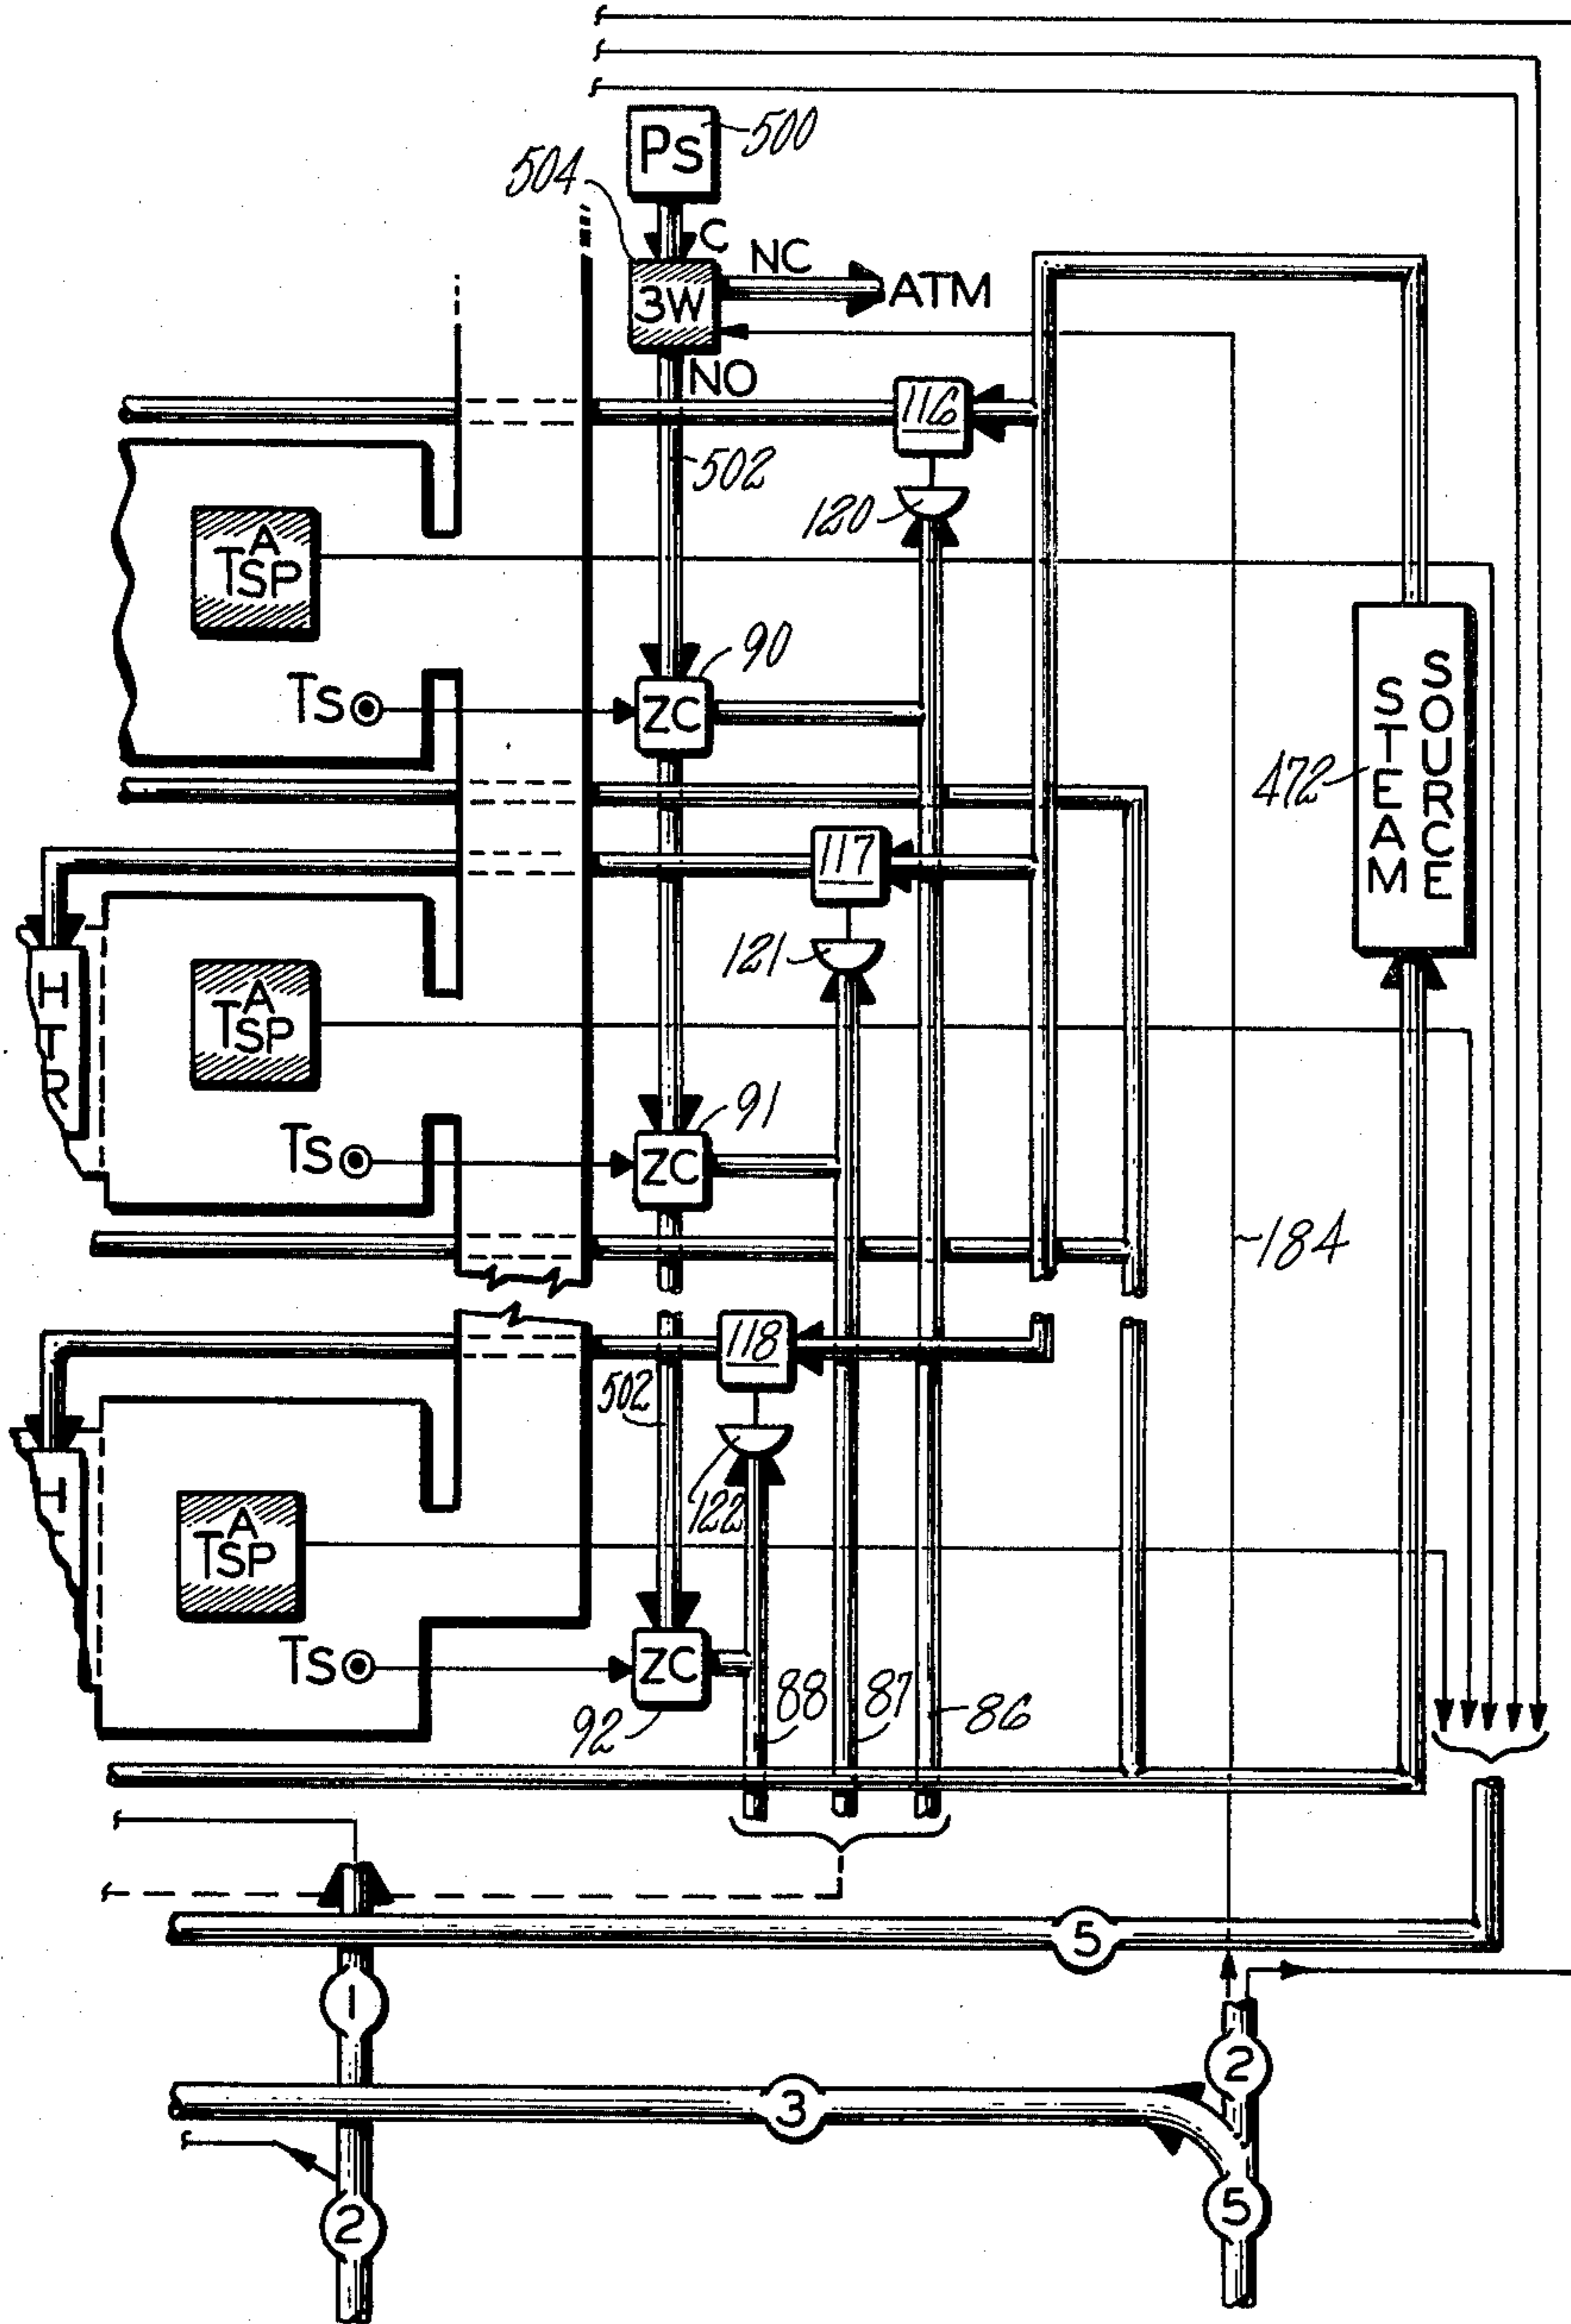 PS
500
504
C
NC
3W
ATM
NO
116
502
120
A
TSP
90
TS
ZC
STEAM SOURCE
472
117
121
HTR
A
TSP
91
TS
ZC
184
118
502
H
122
A
TSP
TS
ZC
92
88
87
86
5
1
2
3
2
5